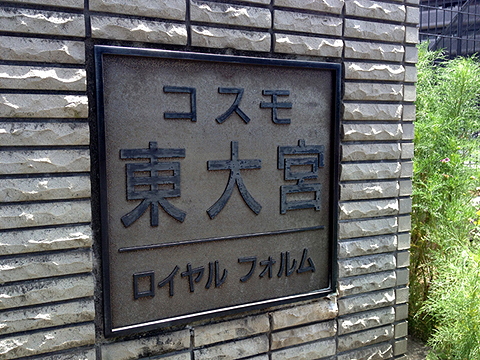 コスモ
東大宮
ロイヤル フォルム